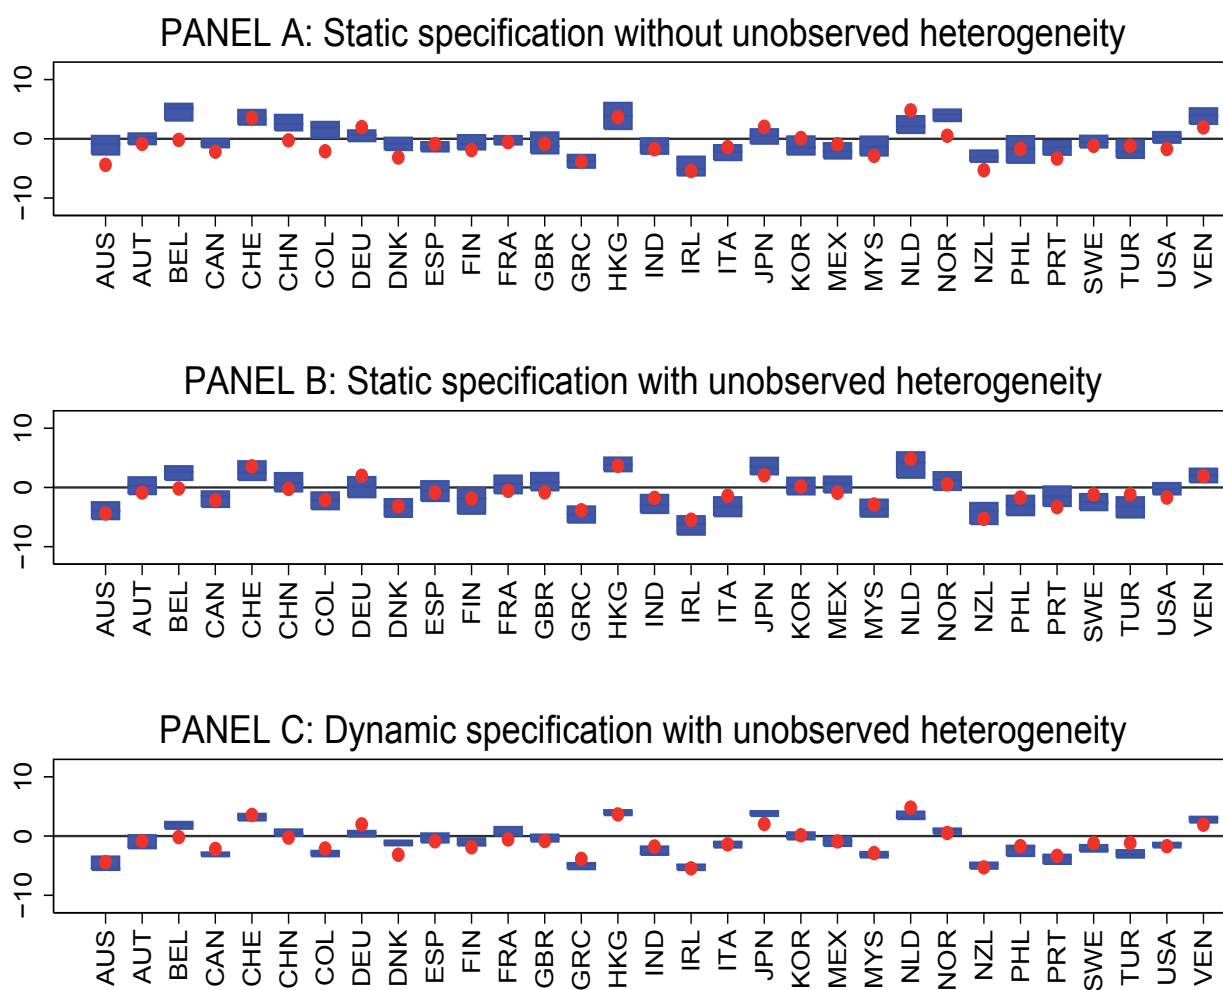 PANEL A: Static specification without unobserved heterogeneity
10
0
−10
AUS AUT BEL CAN CHE CHN COL DEU DNK ESP FIN FRA GBR GRC HKG IND IRL ITA JPN KOR MEX MYS NLD NOR NZL PHL PRT SWE TUR USA VEN
PANEL B: Static specification with unobserved heterogeneity
10
0
−10
AUS AUT BEL CAN CHE CHN COL DEU DNK ESP FIN FRA GBR GRC HKG IND IRL ITA JPN KOR MEX MYS NLD NOR NZL PHL PRT SWE TUR USA VEN
PANEL C: Dynamic specification with unobserved heterogeneity
10
0
−10
AUS AUT BEL CAN CHE CHN COL DEU DNK ESP FIN FRA GBR GRC HKG IND IRL ITA JPN KOR MEX MYS NLD NOR NZL PHL PRT SWE TUR USA VEN